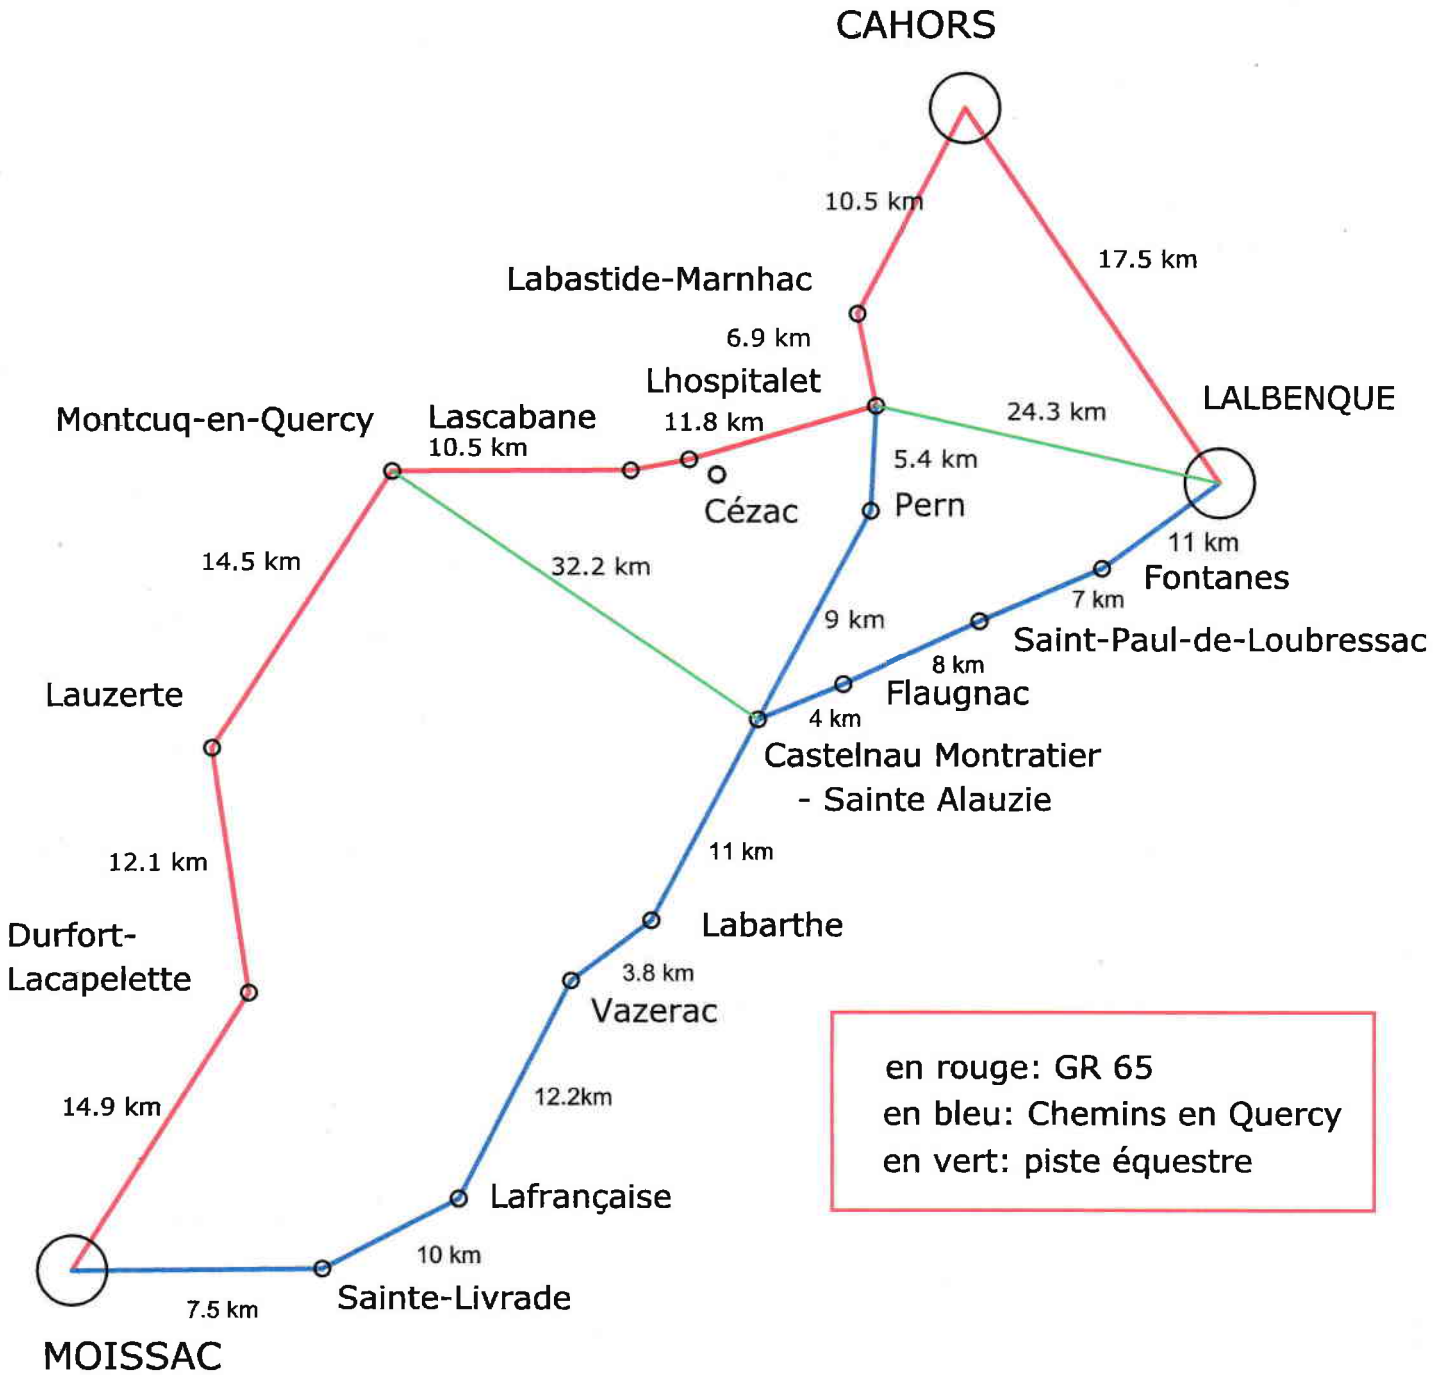 CAHORS
10.5 km
17.5 km
Labastide-Marnhac
6.9 km
Lhospitalet
11.8 km
24.3 km
LALBENQUE
Montcuq-en-Quercy
Lascabane
10.5 km
5.4 km
Pern
Cézac
11 km
Fontanes
14.5 km
32.2 km
7 km
9 km
Saint-Paul-de-Loubressac
8 km
Flaugnac
Lauzerte
4 km
Castelnau Montratier
- Sainte Alauzie
12.1 km
11 km
Labarthe
Durfort-
Lacapelette
3.8 km
Vazerac
en rouge: GR 65
en bleu: Chemins en Quercy
en vert: piste équestre
14.9 km
12.2km
Lafrançaise
10 km
Sainte-Livrade
7.5 km
MOISSAC